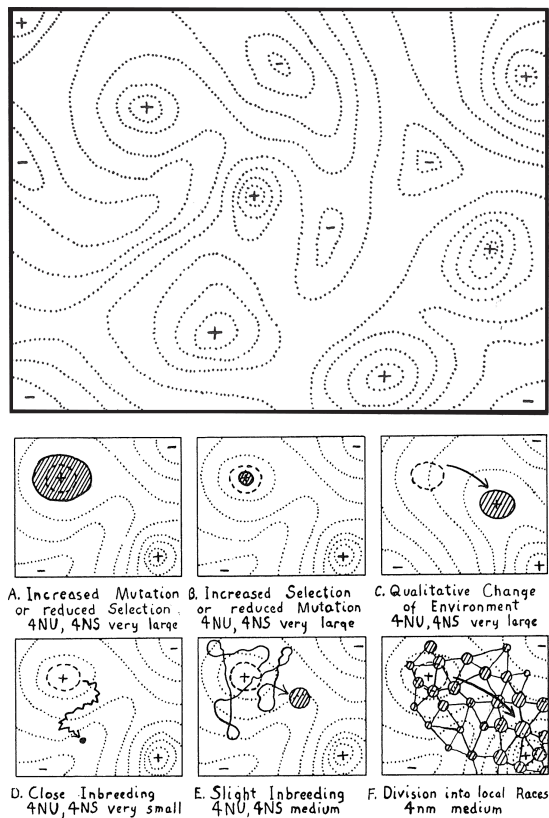 A. Increased Mutation
or reduced Selection
4NU, 4NS very large
B. Increased Selection
or reduced Mutation
4NU, 4NS very large
C. Qualitative Change
of Environment
4NU, 4NS very large
D. Close Inbreeding
4NU, 4NS very small
E. Slight Inbreeding
4NU, 4NS medium
F. Division into local Races
4nm medium